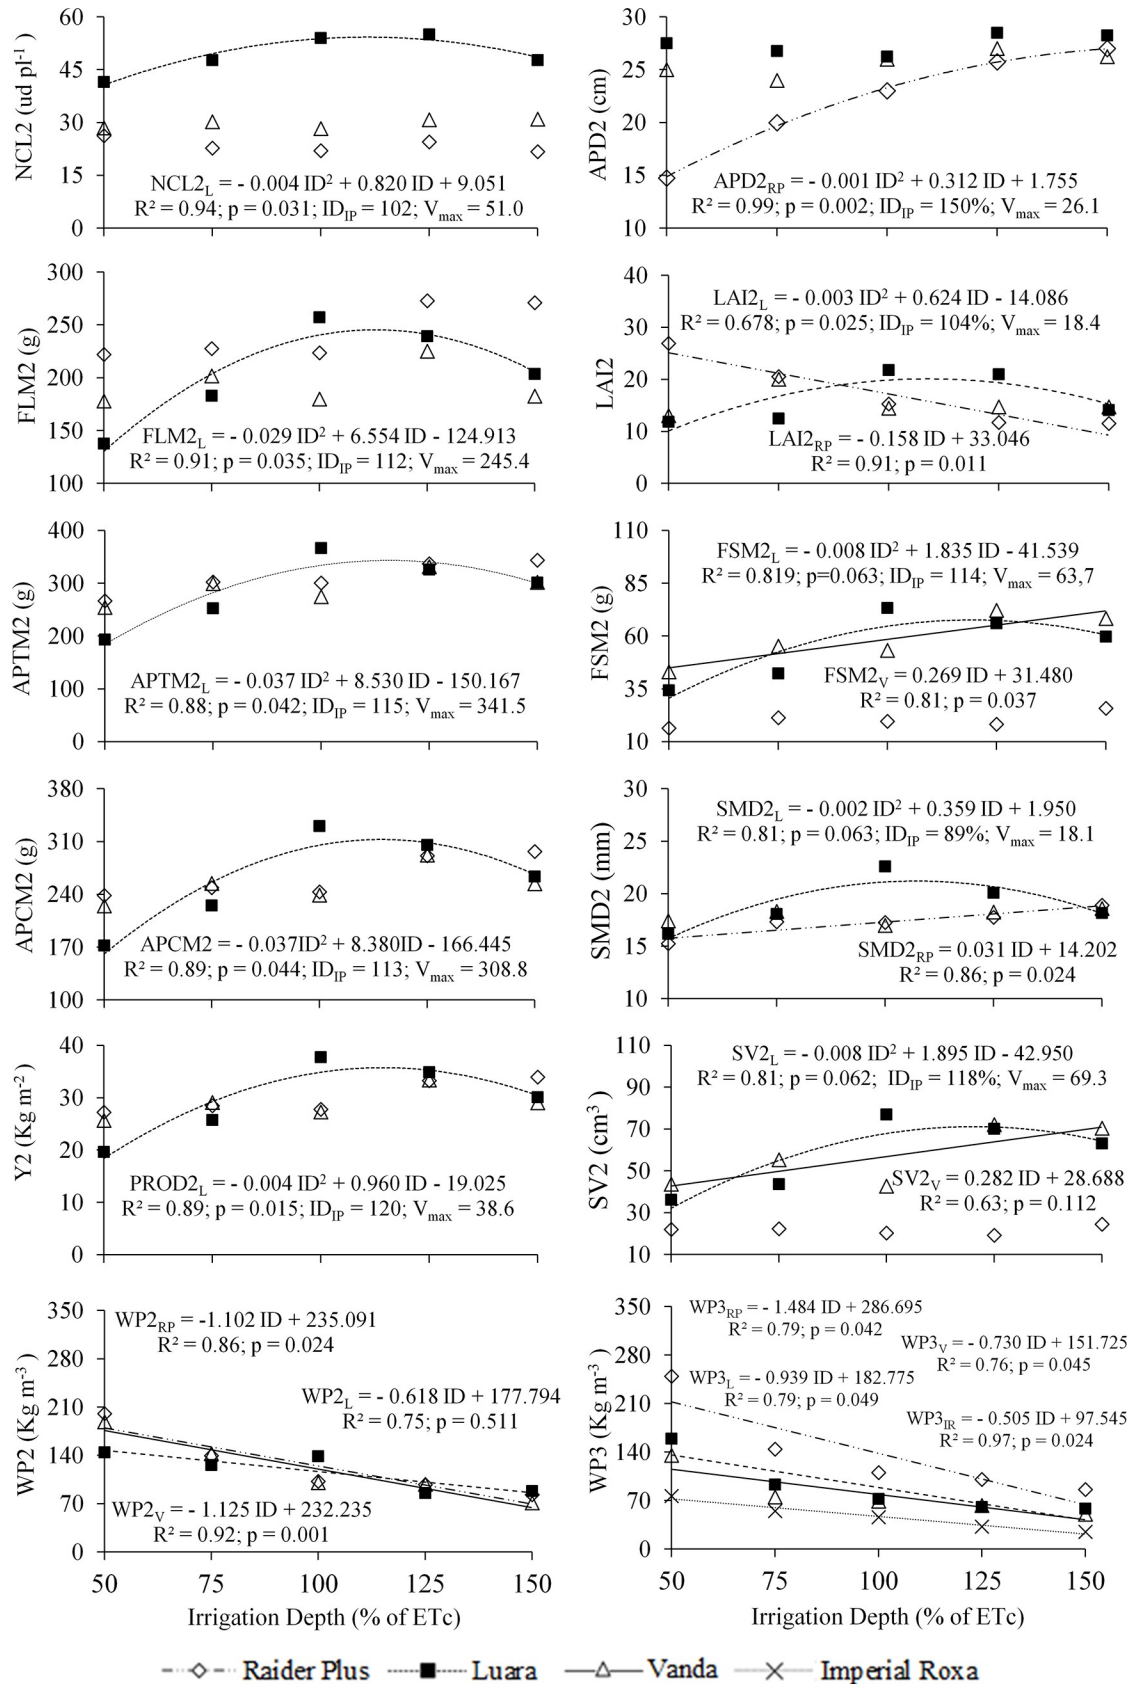 NCL2 (ud pl-1)
60
45
30
15
0
NCL2L = - 0.004 ID² + 0.820 ID + 9.051
R² = 0.94; p = 0.031; IDIP = 102; Vmax = 51.0
APD2 (cm)
30
25
20
15
10
APD2RP = - 0.001 ID² + 0.312 ID + 1.755
R² = 0.99; p = 0.002; IDIP = 150%; Vmax = 26.1
FLM2 (g)
300
250
200
150
100
FLM2L = - 0.029 ID² + 6.554 ID - 124.913
R² = 0.91; p = 0.035; IDIP = 112; Vmax = 245.4
LAI2
40
30
20
10
0
LAI2L = - 0.003 ID² + 0.624 ID - 14.086
R² = 0.678; p = 0.025; IDIP = 104%; Vmax = 18.4
LAI2RP = - 0.158 ID + 33.046
R² = 0.91; p = 0.011
APTM2 (g)
400
300
200
100
0
APTM2L = - 0.037 ID² + 8.530 ID - 150.167
R² = 0.88; p = 0.042; IDIP = 115; Vmax = 341.5
FSM2 (g)
110
85
60
35
10
FSM2L = - 0.008 ID² + 1.835 ID - 41.539
R² = 0.819; p=0.063; IDIP = 114; Vmax = 63,7
FSM2V = 0.269 ID + 31.480
R² = 0.81; p = 0.037
APCM2 (g)
380
310
240
170
100
APCM2 = - 0.037ID² + 8.380ID - 166.445
R² = 0.89; p = 0.044; IDIP = 113; Vmax = 308.8
SMD2 (mm)
30
25
20
15
10
SMD2L = - 0.002 ID² + 0.359 ID + 1.950
R² = 0.81; p = 0.063; IDIP = 89%; Vmax = 18.1
SMD2RP = 0.031 ID + 14.202
R² = 0.86; p = 0.024
Y2 (Kg m-2)
40
30
20
10
0
PROD2L = - 0.004 ID² + 0.960 ID - 19.025
R² = 0.89; p = 0.015; IDIP = 120; Vmax = 38.6
SV2 (cm3 )
110
90
70
50
30
10
SV2L = - 0.008 ID² + 1.895 ID - 42.950
R² = 0.81; p = 0.062; IDIP = 118%; Vmax = 69.3
SV2V = 0.282 ID + 28.688
R² = 0.63; p = 0.112
WP2 (Kg m-3 )
350
280
210
140
70
0
WP2RP = -1.102 ID + 235.091
R² = 0.86; p = 0.024
WP2L = - 0.618 ID + 177.794
R² = 0.75; p = 0.511
WP2V = - 1.125 ID + 232.235
R² = 0.92; p = 0.001
50 75 100 125 150
Irrigation Depth (% of ETc)
WP3 (Kg m-3 )
350
280
210
140
70
0
WP3RP = - 1.484 ID + 286.695
R² = 0.79; p = 0.042
WP3V = - 0.730 ID + 151.725
R² = 0.76; p = 0.045
WP3L = - 0.939 ID + 182.775
R² = 0.79; p = 0.049
WP3IR = - 0.505 ID + 97.545
R² = 0.97; p = 0.024
50 75 100 125 150
Irrigation Depth (% of ETc)
Raider Plus Luara Vanda Imperial Roxa